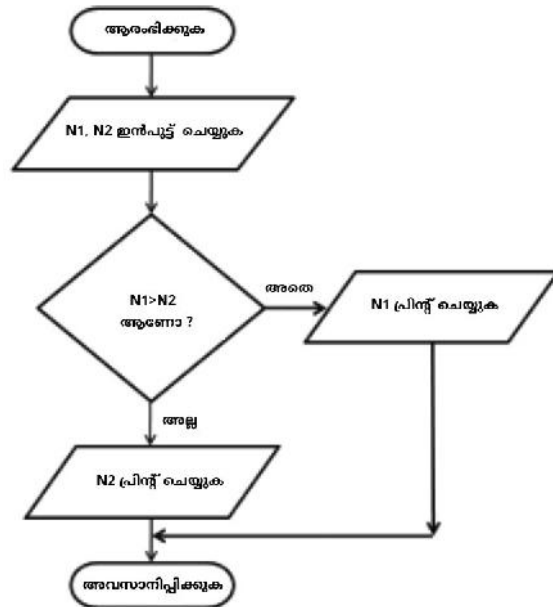 ആരംഭിക്കുക
N1, N2 ഇൻപുട്ട് ചെയ്യുക
N1>N2
ആണോ ?
അതെ
N1 പ്രിന്റ് ചെയ്യുക
അല്ല
N2 പ്രിന്റ് ചെയ്യുക
അവസാനിപ്പിക്കുക